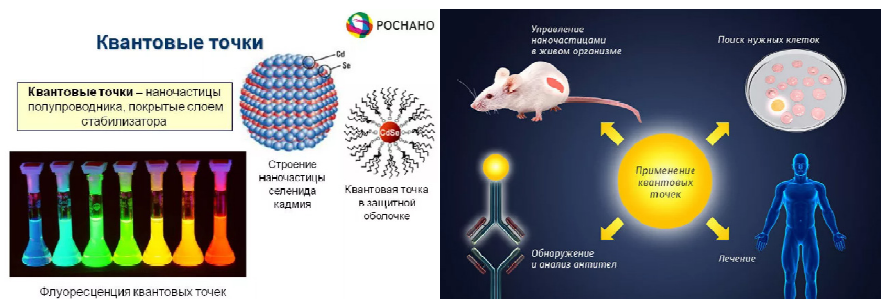 РОСНАНО
Квантовые точки
Квантовые точки – наночастицы
полупроводника, покрытые слоем
стабилизатора
Cd
Se
Строение
наночастицы
селенида
кадмия
CdSe
Квантовая точка
в защитной
оболочке
Флуоресценция квантовых точек
Управление
наночастицами
в живом организме
Поиск нужных клеток
Применение
квантовых
точек
Обнаружение
и анализ антител
Лечение